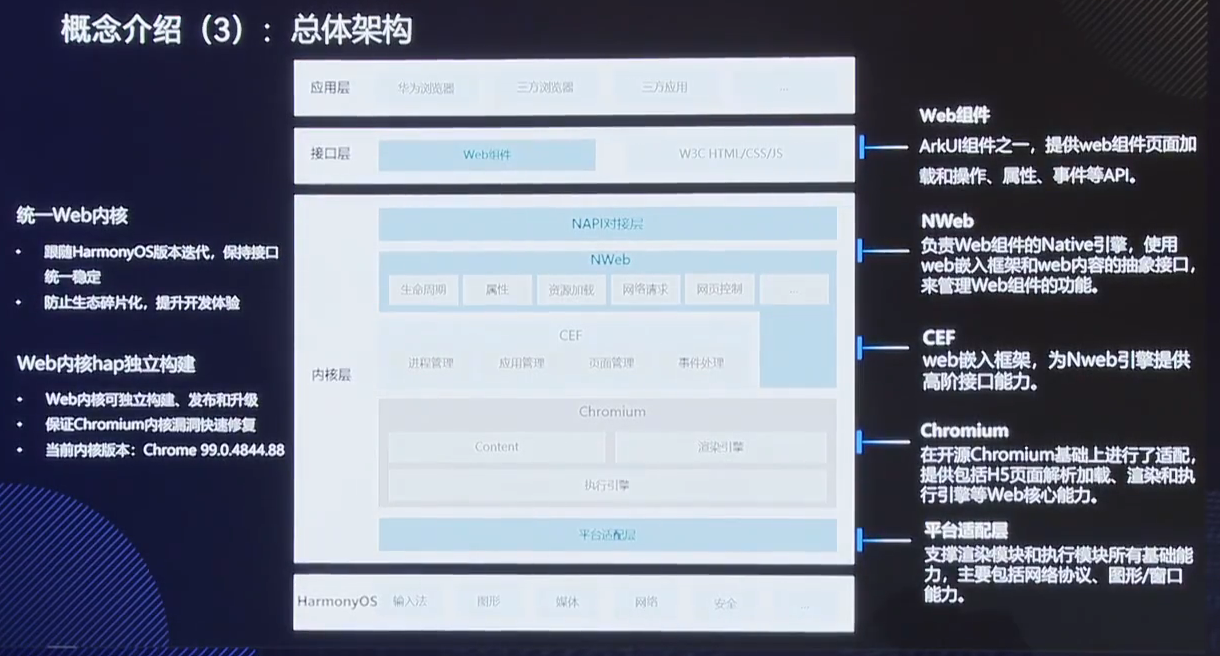 概念介绍（3）：总体架构
应用层
华为浏览器
三方浏览器
三方应用
...
接口层
Web组件
W3C HTML/CSS/JS
内核层
NAPI对接层
NWeb
生命周期
属性
资源加载
网络请求
网页控制
...
CEF
进程管理
应用管理
页面管理
事件处理
Chromium
Content
渲染引擎
执行引擎
平台适配层
HarmonyOS
输入法
图形
媒体
网络
安全
...
统一Web内核
• 跟随HarmonyOS版本迭代，保持接口
统一稳定
• 防止生态碎片化，提升开发体验
Web内核hap独立构建
• Web内核可独立构建、发布和升级
• 保证Chromium内核漏洞快速修复
• 当前内核版本：Chrome 99.0.4844.88
Web组件
ArkUI组件之一，提供web组件页面加
载和操作、属性、事件等API。
NWeb
负责Web组件的Native引擎，使用
web嵌入框架和web内容的抽象接口，
来管理Web组件的功能。
CEF
web嵌入框架，为Nweb引擎提供
高阶接口能力。
Chromium
在开源Chromium基础上进行了适配，
提供包括H5页面解析加载、渲染和执
行引擎等Web核心能力。
平台适配层
支撑渲染模块和执行模块所有基础能
力，主要包括网络协议、图形/窗口
能力。